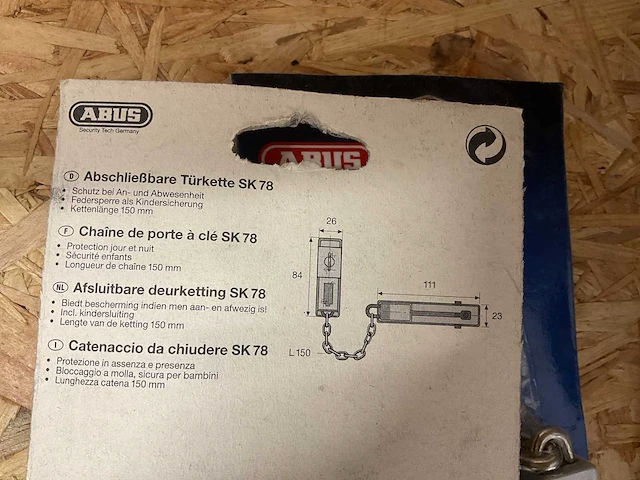 ABUS
Security Tech Germany
ABUS
D Abschließbare Türkette SK 78
• Schutz bei An- und Abwesenheit
• Federsperre als Kindersicherung
• Kettenlänge 150 mm
F Chaîne de porte à clé SK 78
• Protection jour et nuit
• Sécurité enfants
• Longueur de chaîne 150 mm
NL Afsluitbare deurketting SK 78
• Biedt bescherming indien men aan- en afwezig is!
• Incl. kindersluiting
• Lengte van de ketting 150 mm
I Catenaccio da chiudere SK 78
• Protezione in assenza e presenza
• Bloccaggio a molla, sicura per bambini
• Lunghezza catena 150 mm
26
84
111
23
L 150